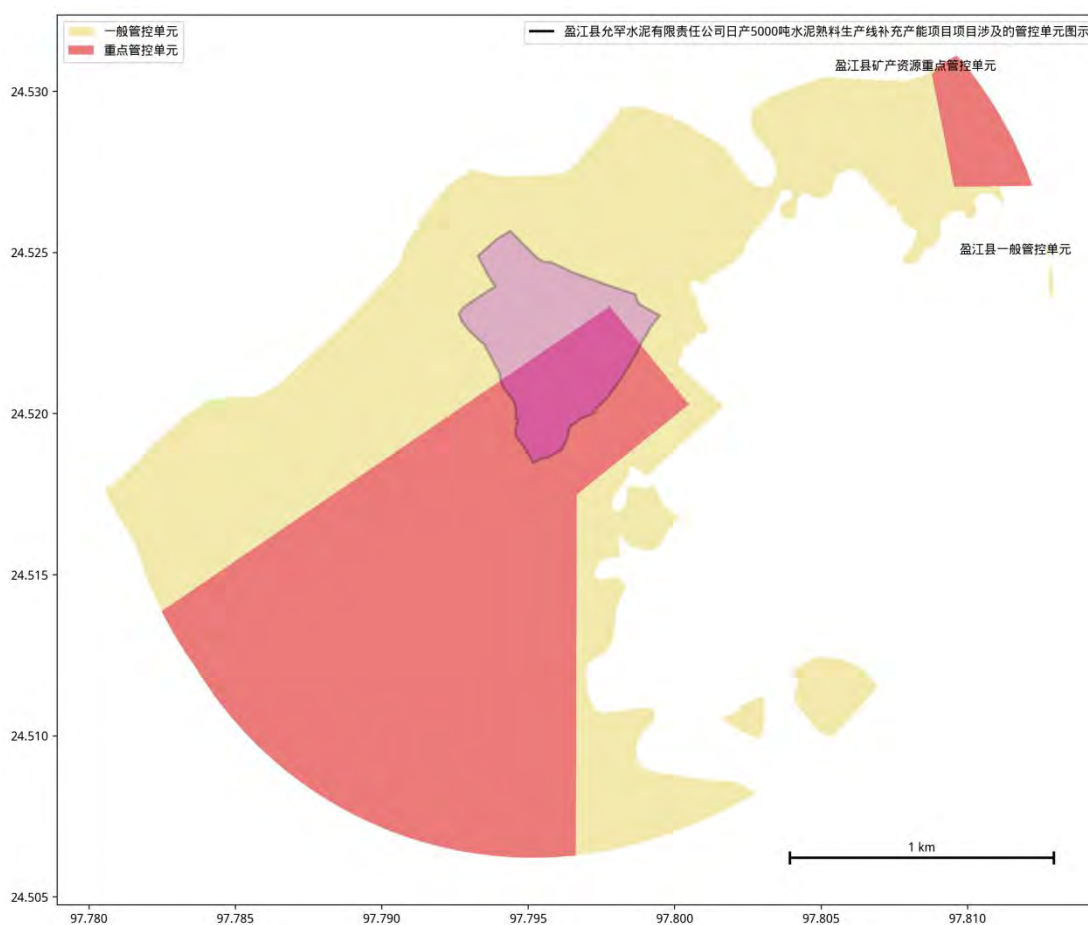 一般管控单元
重点管控单元
盈江县允罕水泥有限责任公司日产5000吨水泥熟料生产线补充产能项目项目涉及的管控单元图示
盈江县矿产资源重点管控单元
盈江县一般管控单元
24.530
24.525
24.520
24.515
24.510
24.505
1 km
97.780
97.785
97.790
97.795
97.800
97.805
97.810